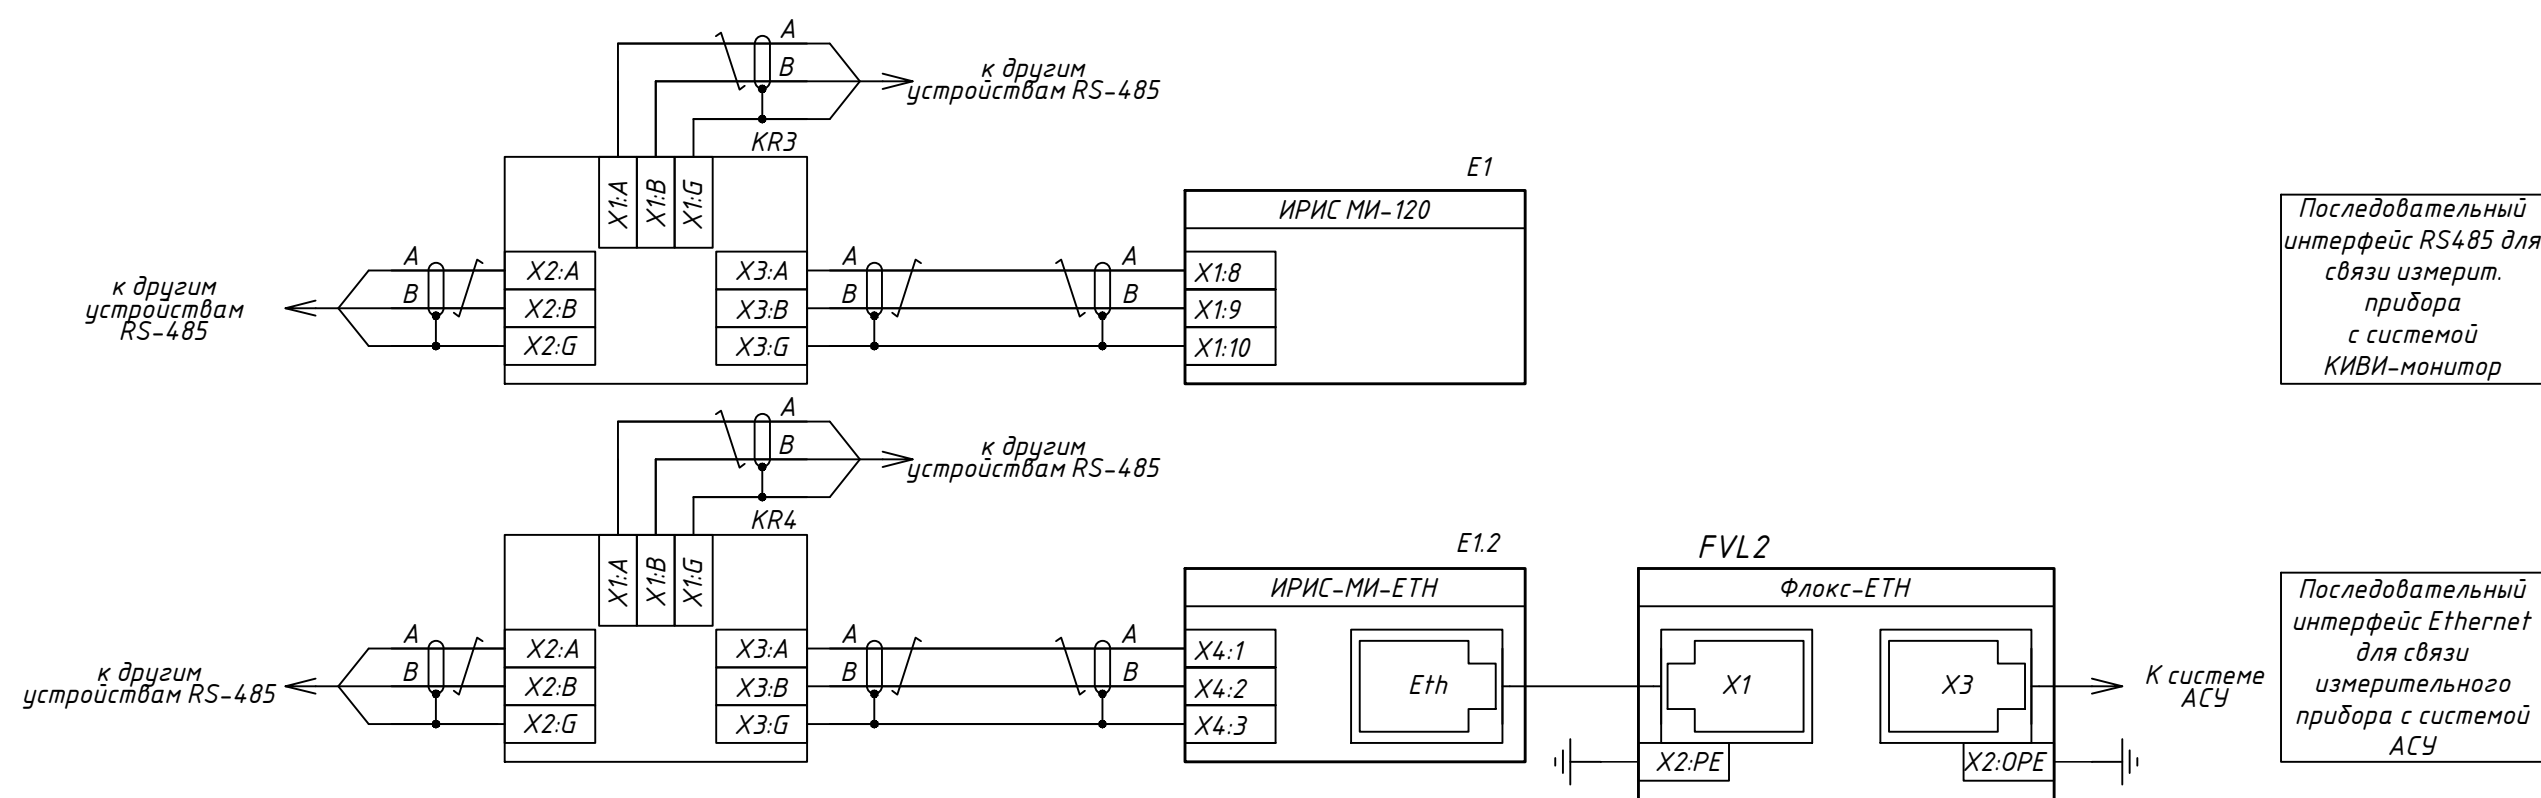 A
B
к другим
устройствам RS-485
KR3
E1
X1:A
X1:B
X1:G
ИРИС МИ-120
Последовательный
интерфейс RS485 для
связи измерит.
прибора
с системой
КИВИ-монитор
к другим
устройствам
RS-485
A
B
X2:A
X2:B
X2:G
X3:A
X3:B
X3:G
A
B
A
B
X1:8
X1:9
X1:10
A
B
к другим
устройствам RS-485
KR4
E1.2
FVL2
X1:A
X1:B
X1:G
ИРИС-МИ-ETH
Флокс-ETH
Последовательный
интерфейс Ethernet
для связи
измерительного
прибора с системой
АСУ
к другим
устройствам RS-485
A
B
X2:A
X2:B
X2:G
X3:A
X3:B
X3:G
A
B
A
B
X4:1
X4:2
X4:3
Eth
X1
X3
К системе
АСУ
X2:PE
X2:OPE